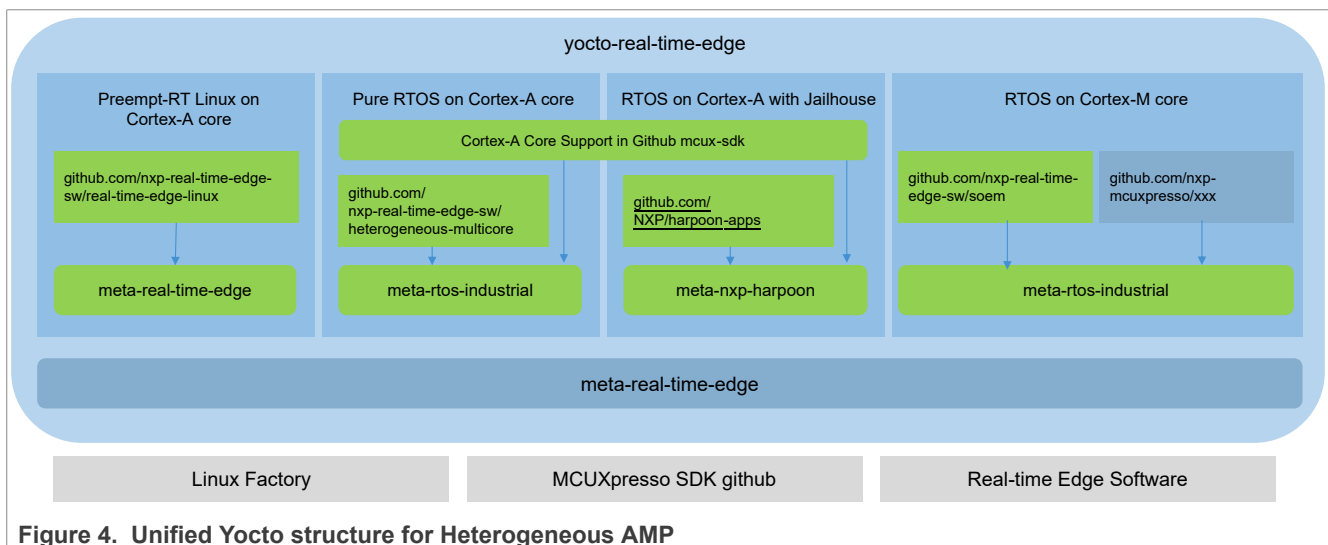 yocto-real-time-edge
Preempt-RT Linux on
Cortex-A core
github.com/nxp-real-time-edge-
sw/real-time-edge-linux
meta-real-time-edge
Pure RTOS on Cortex-A core
RTOS on Cortex-A with Jailhouse
Cortex-A Core Support in Github mcux-sdk
github.com/
nxp-real-time-edge-sw/
heterogeneous-multicore
meta-rtos-industrial
github.com/
NXP/harpoon-apps
meta-nxp-harpoon
RTOS on Cortex-M core
github.com/nxp-real-time-
edge-sw/soem
github.com/nxp-
mcuxpresso/xxx
meta-rtos-industrial
meta-real-time-edge
Linux Factory
MCUXpresso SDK github
Real-time Edge Software
Figure 4. Unified Yocto structure for Heterogeneous AMP